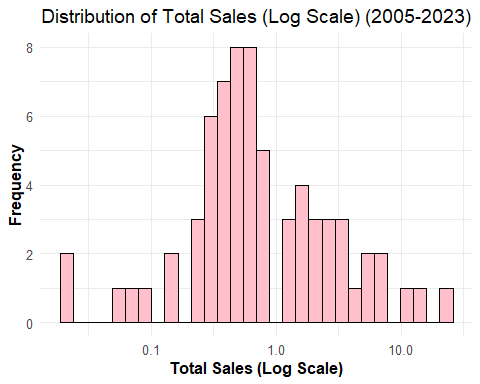 Distribution of Total Sales (Log Scale) (2005-2023)
8
6
4
2
0
Frequency
0.1 1.0 10.0
Total Sales (Log Scale)